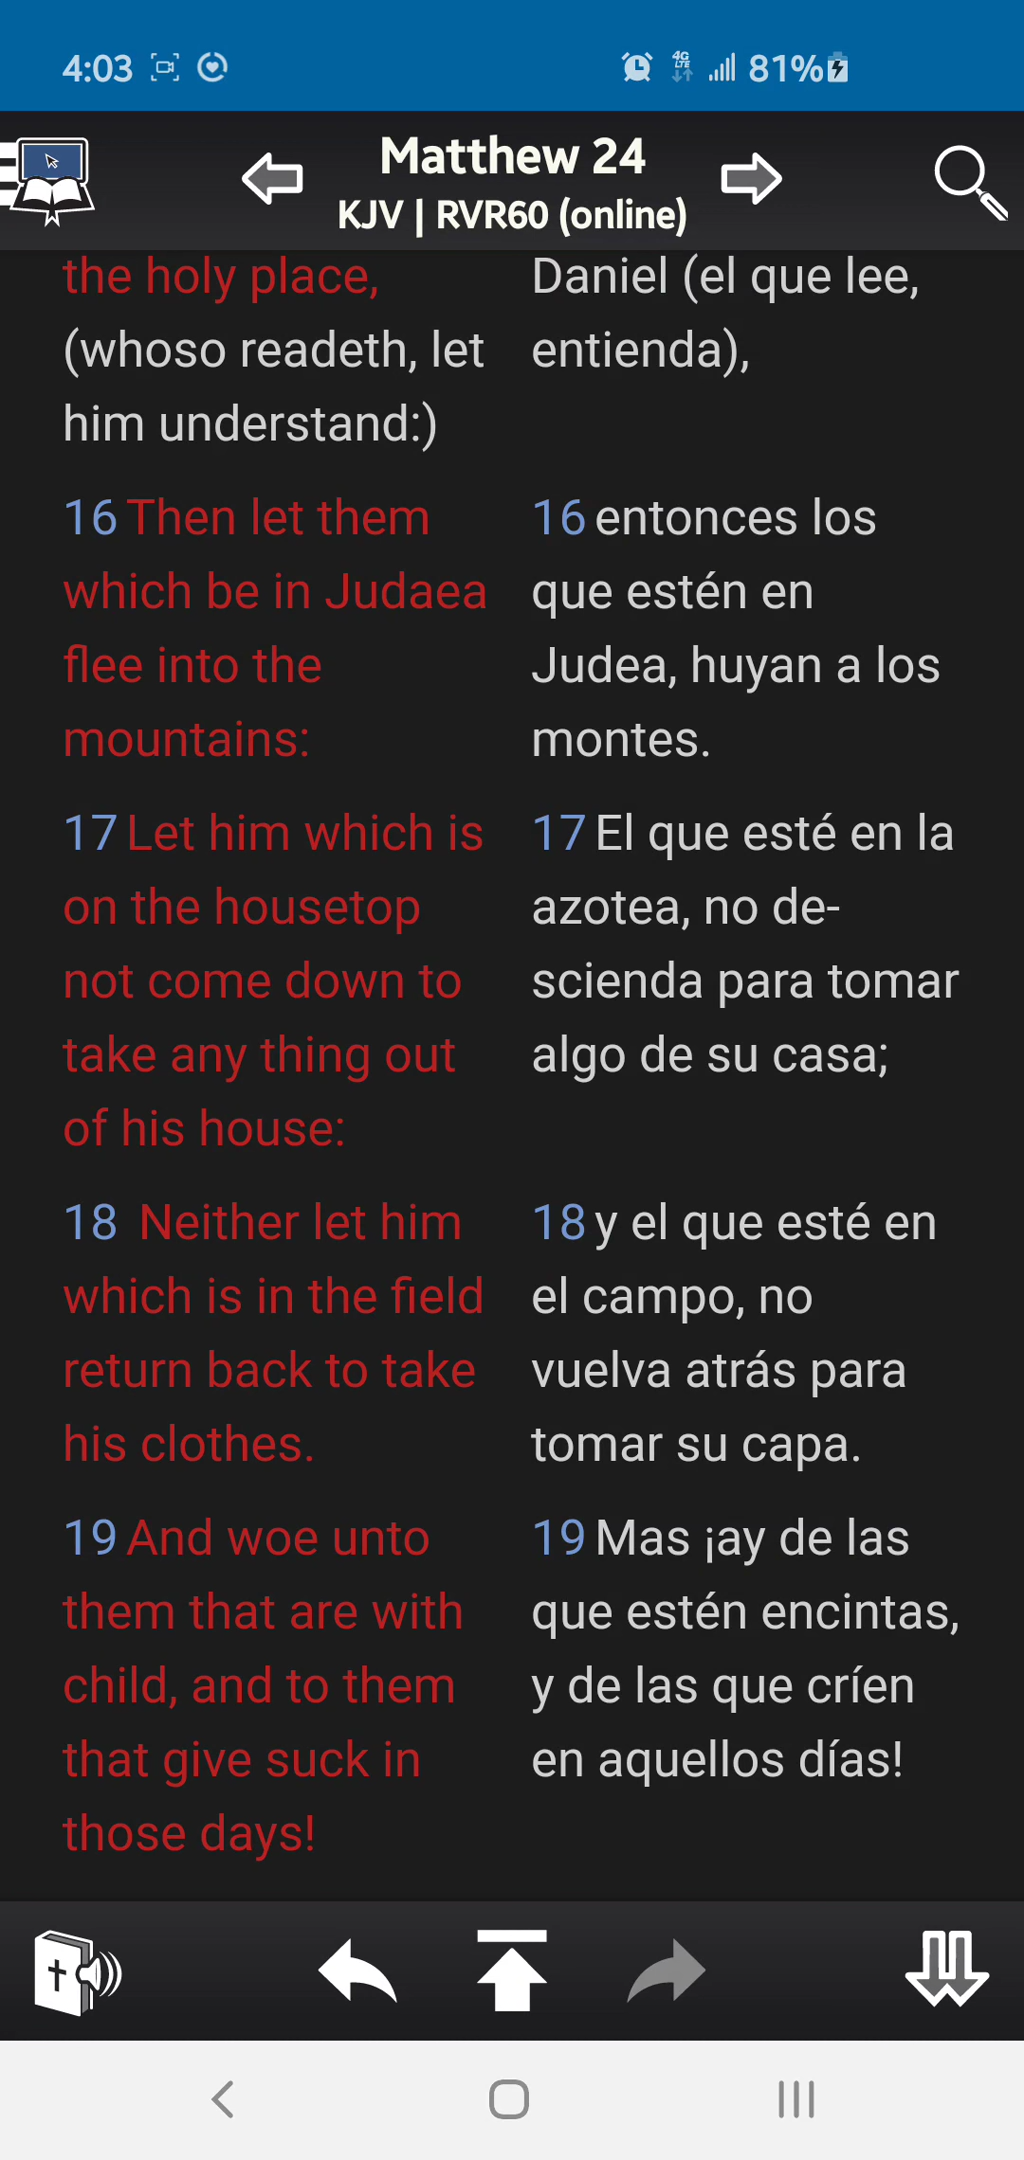 4:03
4G
LTE
81%
Matthew 24
KJV | RVR60 (online)
the holy place,
(whoso readeth, let
him understand:)
16 Then let them
which be in Judaea
flee into the
mountains:
17 Let him which is
on the housetop
not come down to
take any thing out
of his house:
18 Neither let him
which is in the field
return back to take
his clothes.
19 And woe unto
them that are with
child, and to them
that give suck in
those days!
Daniel (el que lee,
entienda),
16 entonces los
que estén en
Judea, huyan a los
montes.
17 El que esté en la
azotea, no de-
scienda para tomar
algo de su casa;
18 y el que esté en
el campo, no
vuelva atrás para
tomar su capa.
19 Mas ¡ay de las
que estén encintas,
y de las que críen
en aquellos días!